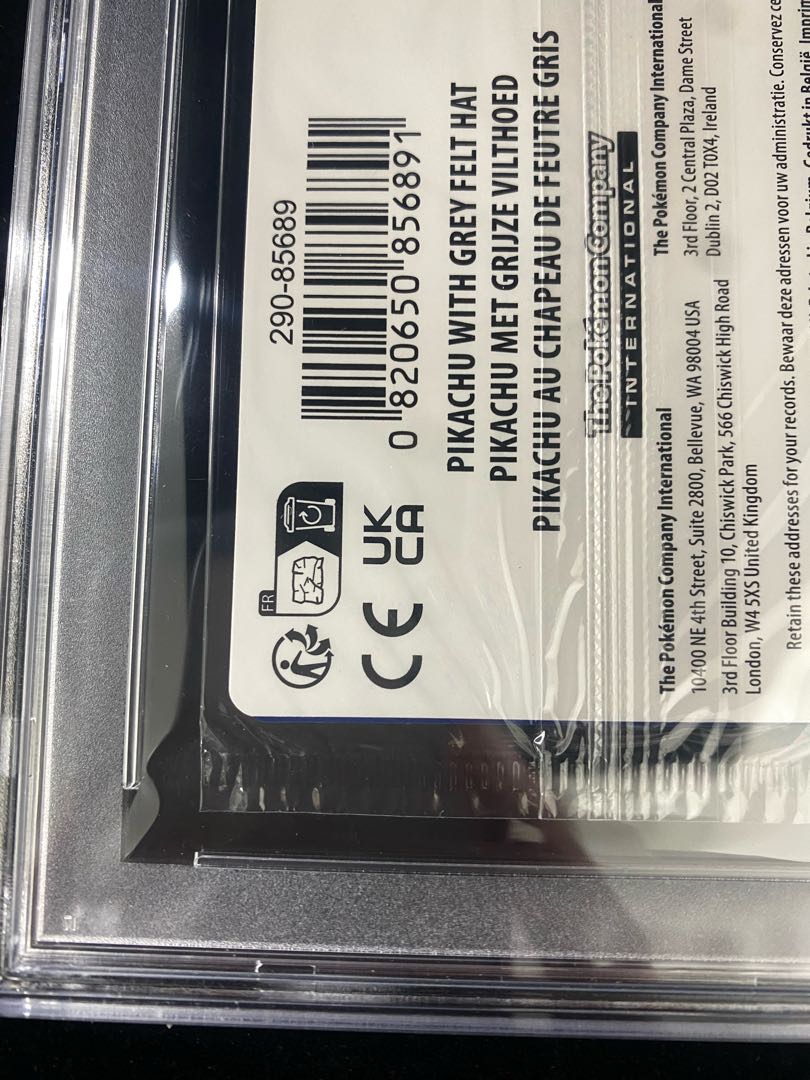 290-85689
0 820650 856891
FR
UK
CA
CE
PIKACHU WITH GREY FELT HAT
PIKACHU MET GRIJZE VILTHOED
PIKACHU AU CHAPEAU DE FEUTRE GRIS
The Pokémon Company
INTERNATIONAL
The Pokémon Company International
10400 NE 4th Street, Suite 2800, Bellevue, WA 98004 USA
3rd Floor Building 10, Chiswick Park, 566 Chiswick High Road
London, W4 5XS United Kingdom
The Pokémon Company International
3rd Floor, 2 Central Plaza, Dame Street
Dublin 2, D02 T0X4, Ireland
Retain these addresses for your records. Bewaar deze adressen voor uw administratie. Conservez